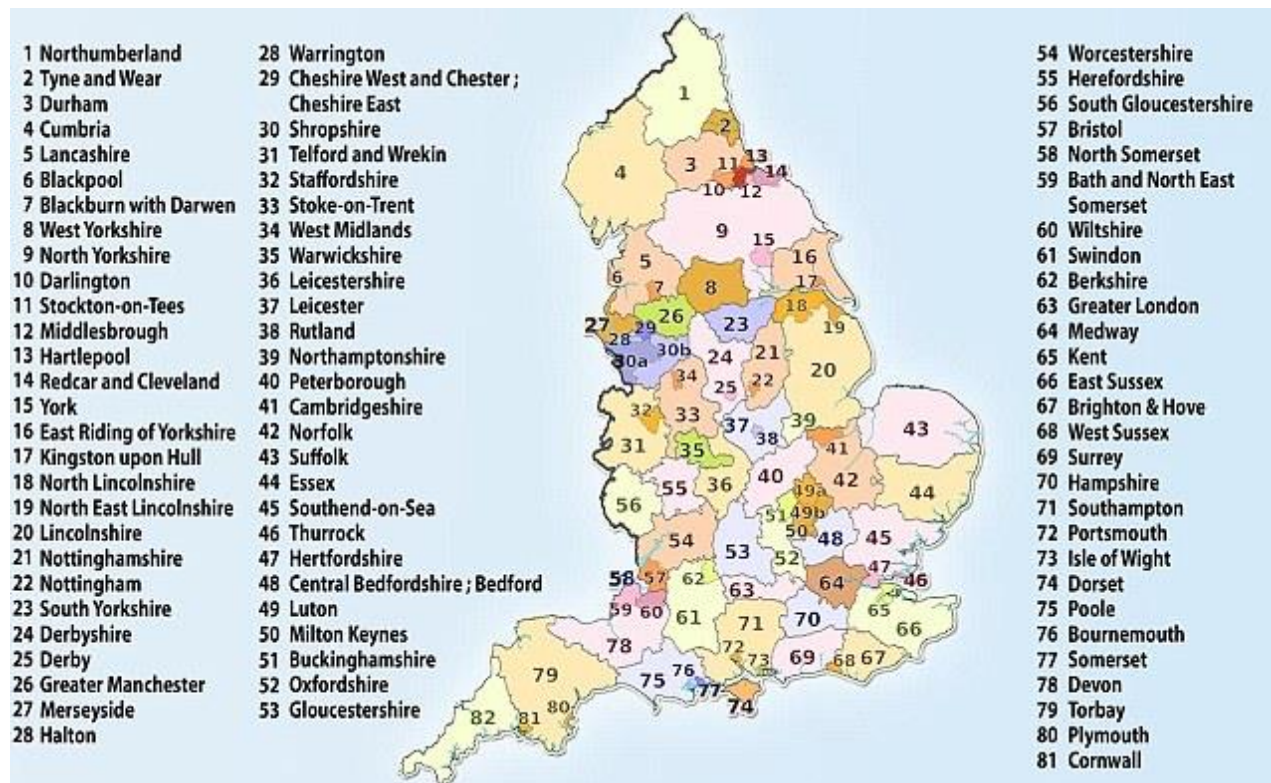 1 Northumberland
2 Tyne and Wear
3 Durham
4 Cumbria
5 Lancashire
6 Blackpool
7 Blackburn with Darwen
8 West Yorkshire
9 North Yorkshire
10 Darlington
11 Stockton-on-Tees
12 Middlesbrough
13 Hartlepool
14 Redcar and Cleveland
15 York
16 East Riding of Yorkshire
17 Kingston upon Hull
18 North Lincolnshire
19 North East Lincolnshire
20 Lincolnshire
21 Nottinghamshire
22 Nottingham
23 South Yorkshire
24 Derbyshire
25 Derby
26 Greater Manchester
27 Merseyside
28 Halton
28 Warrington
29 Cheshire West and Chester ;
Cheshire East
30 Shropshire
31 Telford and Wrekin
32 Staffordshire
33 Stoke-on-Trent
34 West Midlands
35 Warwickshire
36 Leicestershire
37 Leicester
38 Rutland
39 Northamptonshire
40 Peterborough
41 Cambridgeshire
42 Norfolk
43 Suffolk
44 Essex
45 Southend-on-Sea
46 Thurrock
47 Hertfordshire
48 Central Bedfordshire ; Bedford
49 Luton
50 Milton Keynes
51 Buckinghamshire
52 Oxfordshire
53 Gloucestershire
1
2
3
4
11
13
14
10
12
9
15
16
5
6
7
8
17
18
19
27
28
29
26
23
30a
30b
24
21
20
25
22
34
32
33
31
37
38
39
43
41
35
36
40
42
44
55
56
49a
49b
51
50
48
45
54
53
52
47
46
58
57
62
63
64
65
59
60
61
71
70
66
78
72
73
69
68
67
79
75
76
77
74
80
81
82
54 Worcestershire
55 Herefordshire
56 South Gloucestershire
57 Bristol
58 North Somerset
59 Bath and North East
Somerset
60 Wiltshire
61 Swindon
62 Berkshire
63 Greater London
64 Medway
65 Kent
66 East Sussex
67 Brighton & Hove
68 West Sussex
69 Surrey
70 Hampshire
71 Southampton
72 Portsmouth
73 Isle of Wight
74 Dorset
75 Poole
76 Bournemouth
77 Somerset
78 Devon
79 Torbay
80 Plymouth
81 Cornwall